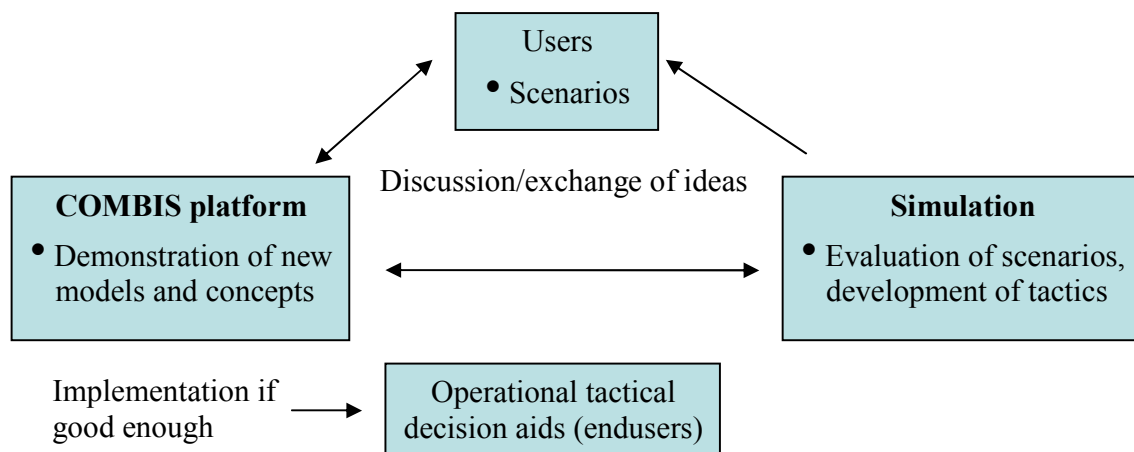 Users
• Scenarios
Discussion/exchange of ideas
COMBIS platform
• Demonstration of new
models and concepts
Simulation
• Evaluation of scenarios,
development of tactics
Implementation if
good enough
Operational tactical
decision aids (endusers)